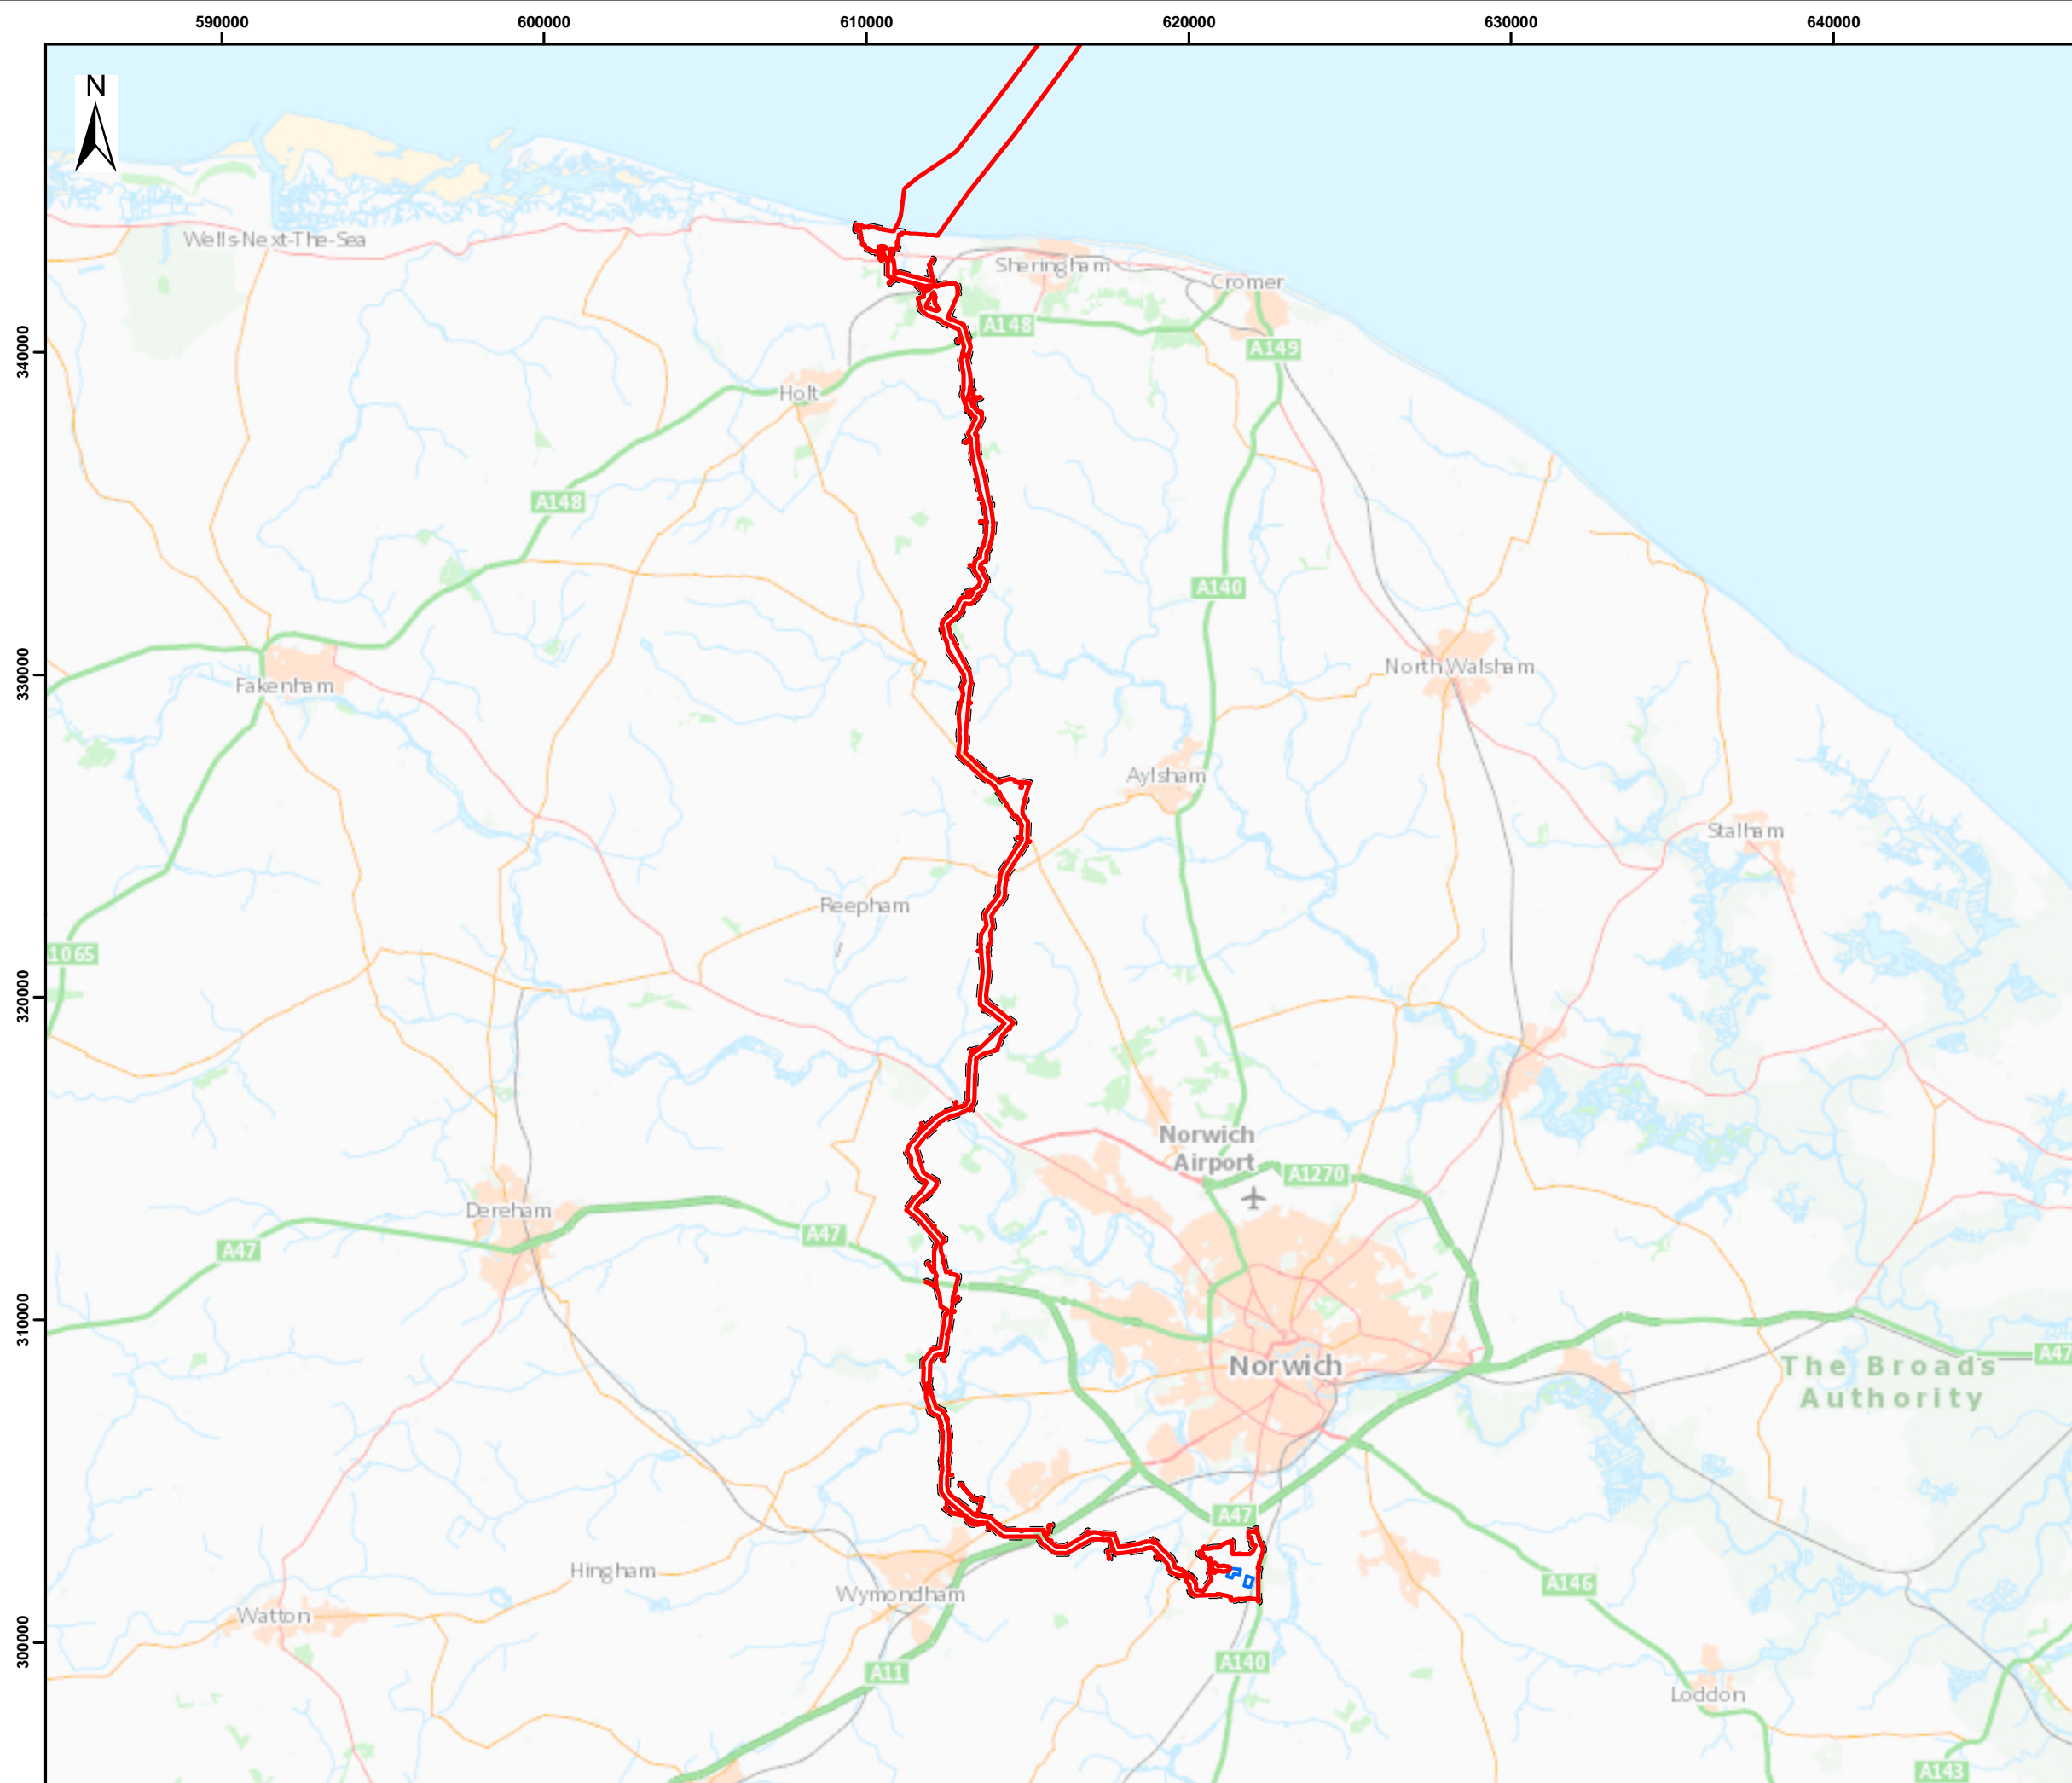 590000
600000
610000
620000
630000
640000
N
Wells-Next-The-Sea
Sheringham
Cromer
A148
A149
340000
Holt
A148
A140
330000
North Walsham
Fakenham
Aylsham
Stalham
Reepham
1065
320000
Norwich
Airport
A1270
Dereham
A47
A47
310000
Norwich
The Broads
Authority
A47
A47
Hingham
Wymondham
A146
Watton
300000
A11
A140
Loddon
A143